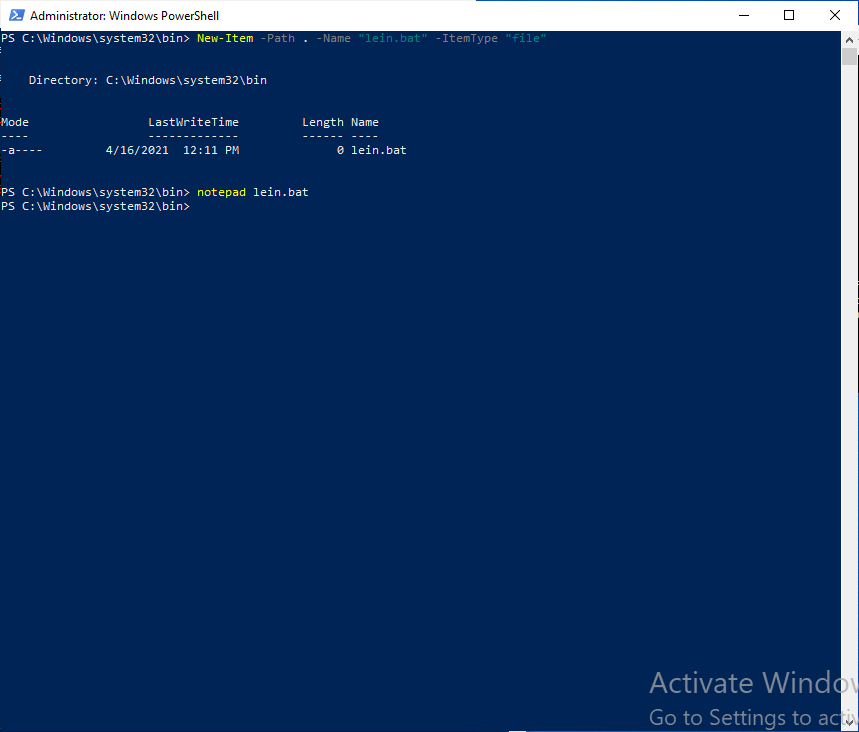 Administrator: Windows PowerShell
PS C:\Windows\system32\bin> New-Item -Path . -Name "lein.bat" -ItemType "file"
Directory: C:\Windows\system32\bin
Mode LastWriteTime Length Name
---- ------------- ------ ----
-a---- 4/16/2021 12:11 PM 0 lein.bat
PS C:\Windows\system32\bin> notepad lein.bat
PS C:\Windows\system32\bin>
Activate Window
Go to Settings to activ